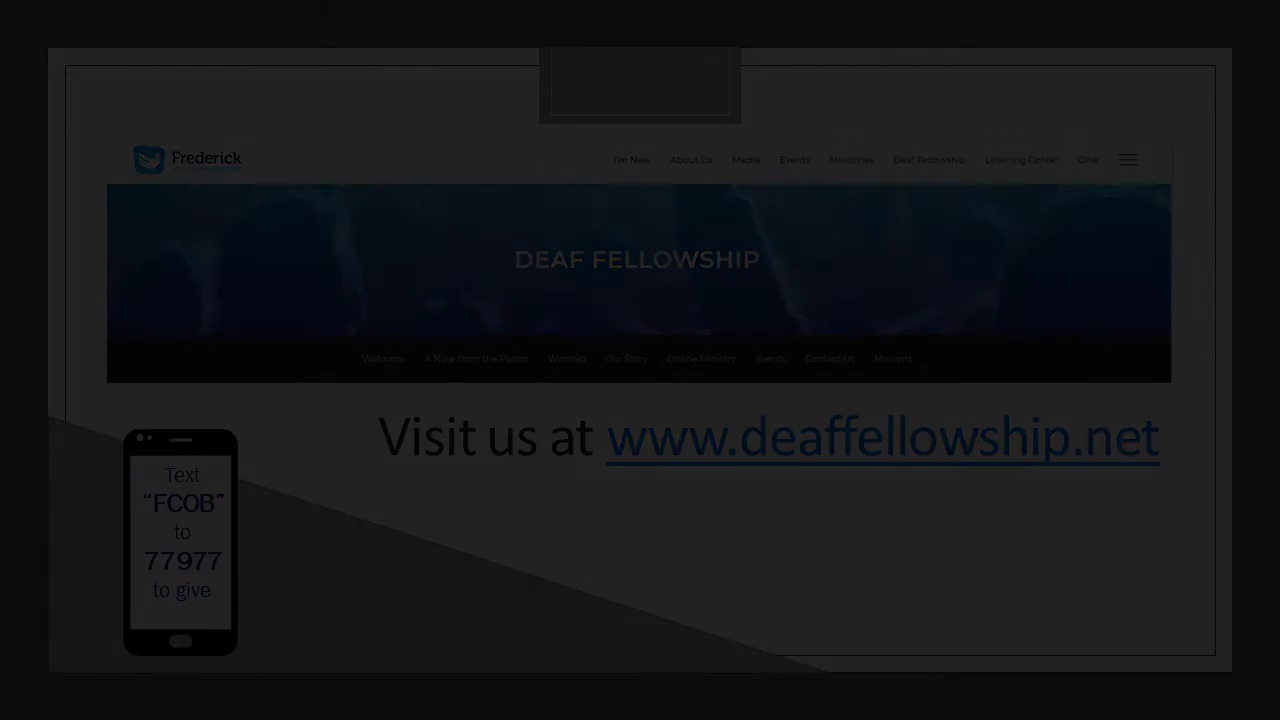 Frederick
I'm New About Us Media Events Ministries Deaf Fellowship Learning Center Give
DEAF FELLOWSHIP
Welcome A Note from the Pastor Worship Our Story Online Ministry Events Contact Us Missions
Visit us at www.deaffellowship.net
Text
“FCOB”
to
77977
to give